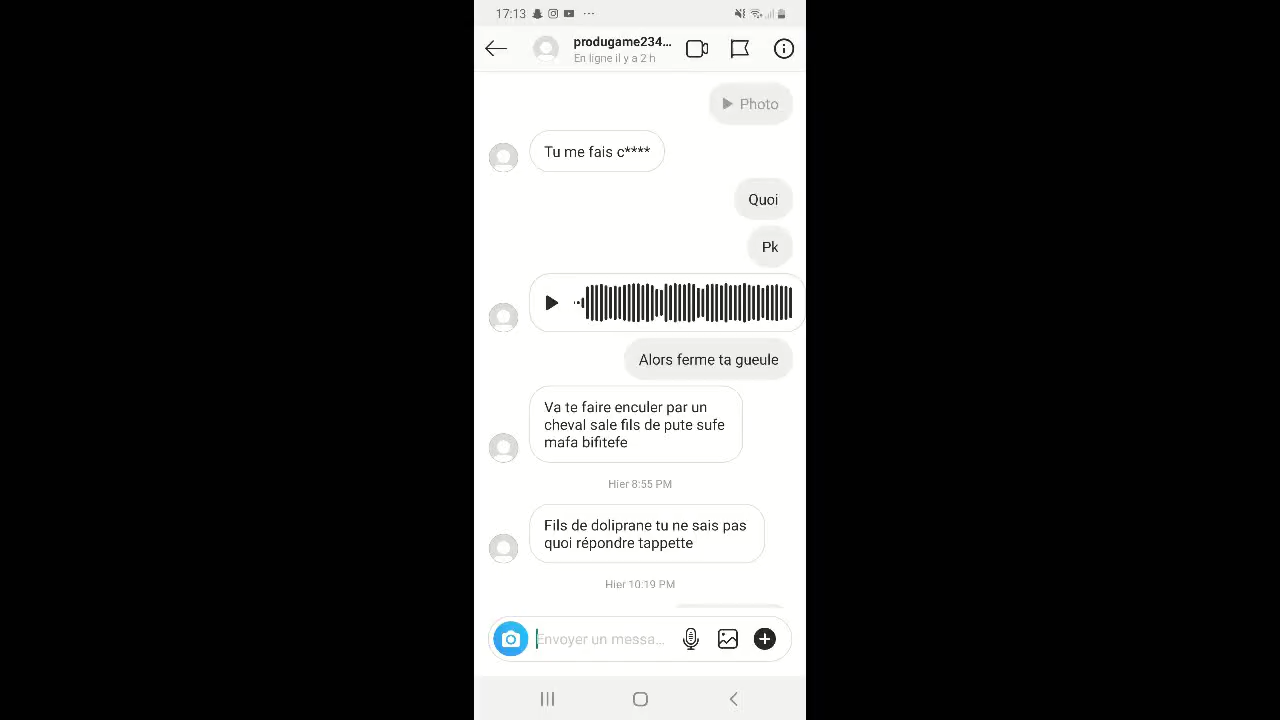 17:13
produgame234...
En ligne il y a 2 h
Photo
Tu me fais c****
Quoi
Pk
Alors ferme ta gueule
Va te faire enculer par un
cheval sale fils de pute sufe
mafa bifitefe
Hier 8:55 PM
Fils de doliprane tu ne sais pas
quoi répondre tappette
Hier 10:19 PM
Envoyer un messa...